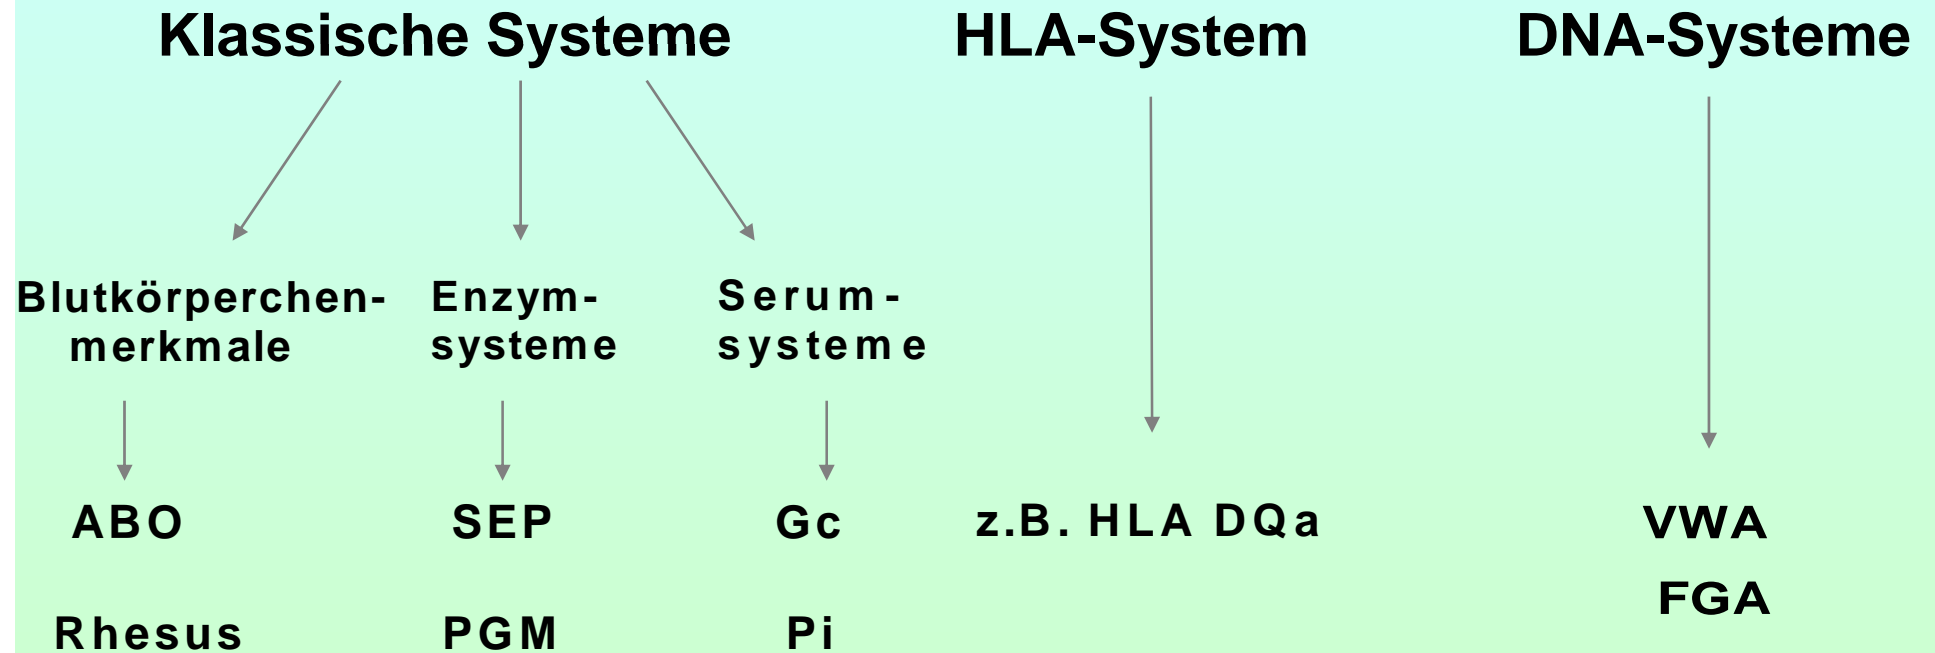 Klassische Systeme HLA-System DNA-Systeme
Blutkörperchen- Enzym- Serum-
merkmale systeme systeme
ABO SEP Gc z.B. HLA DQa VWA
FGA
Rhesus PGM Pi